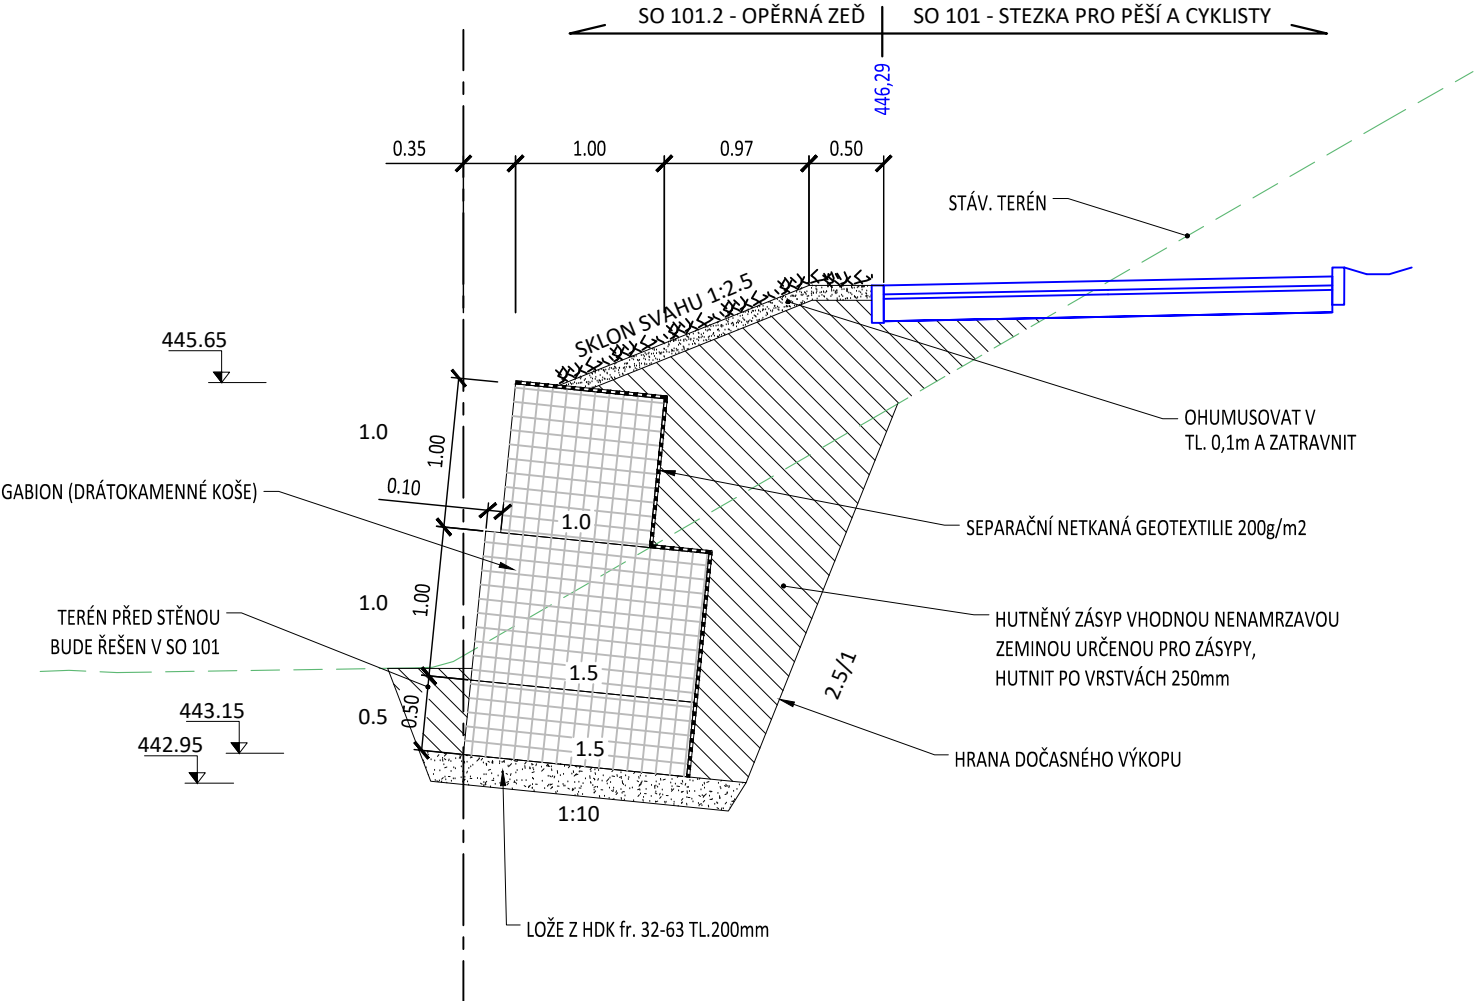 SO 101.2 - OPĚRNÁ ZEĎ
SO 101 - STEZKA PRO PĚŠÍ A CYKLISTY
446,29
0.35
1.00
0.97
0.50
STÁV. TERÉN
SKLON SVAHU 1:2.5
445.65
OHUMUSOVAT V
TL. 0,1m A ZATRAVNIT
1.0
1.00
GABION (DRÁTOKAMENNÉ KOŠE)
0.10
1.0
SEPARAČNÍ NETKANÁ GEOTEXTILIE 200g/m2
1.0
1.00
TERÉN PŘED STĚNOU
BUDE ŘEŠEN V SO 101
HUTNĚNÝ ZÁSYP VHODNOU NENAMRZAVOU
ZEMINOU URČENOU PRO ZÁSYPY,
HUTNIT PO VRSTVÁCH 250mm
1.5
2.5/1
443.15
0.5
0.50
442.95
1.5
HRANA DOČASNÉHO VÝKOPU
1:10
LOŽE Z HDK fr. 32-63 TL.200mm